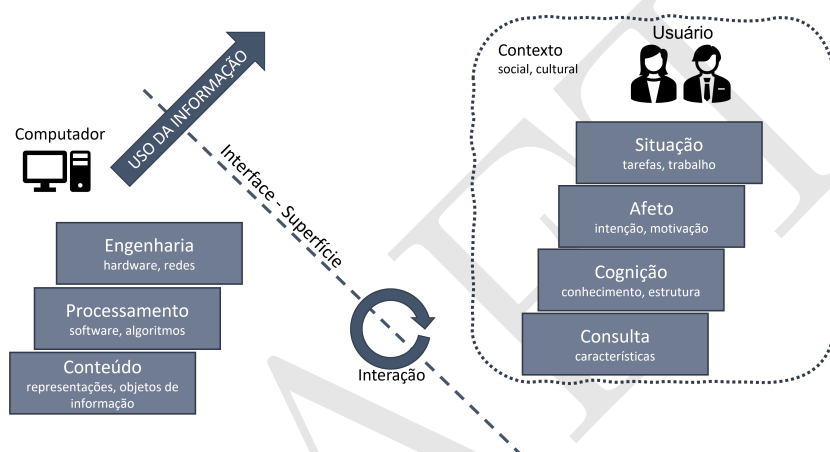 Computador
USO DA INFORMAÇÃO
Interface - Superfície
Engenharia
hardware, redes
Processamento
software, algoritmos
Conteúdo
representações, objetos de
informação
Interação
Contexto
social, cultural
Usuário
Situação
tarefas, trabalho
Afeto
intenção, motivação
Cognição
conhecimento, estrutura
Consulta
características